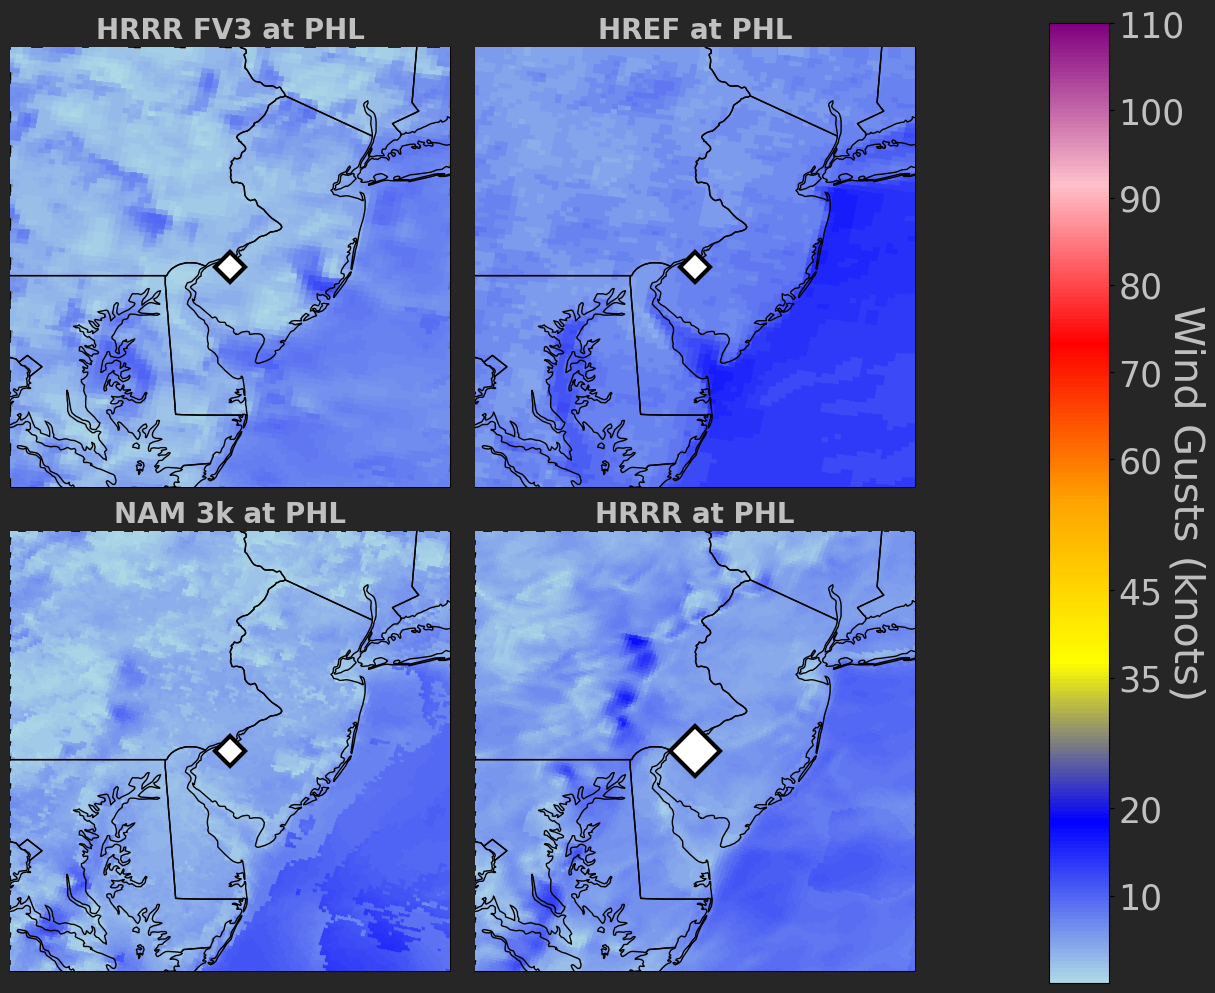 HRRR FV3 at PHL
HREF at PHL
NAM 3k at PHL
HRRR at PHL
110
100
90
80
70
60
45
35
20
10
Wind Gusts (knots)